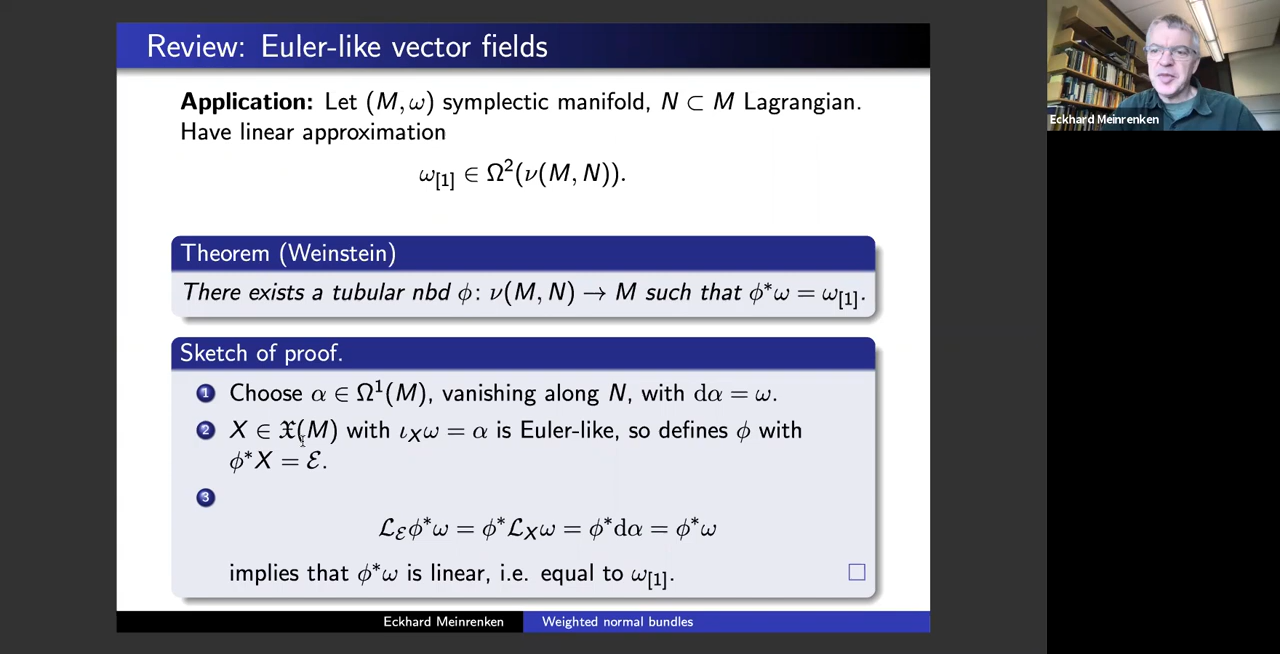 Review: Euler-like vector fields
Application: Let (M, ω) symplectic manifold, N ⊂ M Lagrangian.
Have linear approximation
ω[1] ∈ Ω²(ν(M, N)).
Theorem (Weinstein)
There exists a tubular nbd ϕ: ν(M, N) → M such that ϕ*ω = ω[1].
Sketch of proof.
1 Choose α ∈ Ω¹(M), vanishing along N, with dα = ω.
2 X ∈ 𝔛(M) with ιXω = α is Euler-like, so defines ϕ with
ϕ*X = ℰ.
3
ℒℰϕ*ω = ϕ*ℒXω = ϕ*dα = ϕ*ω
implies that ϕ*ω is linear, i.e. equal to ω[1].
□
Eckhard Meinrenken Weighted normal bundles
Eckhard Meinrenken